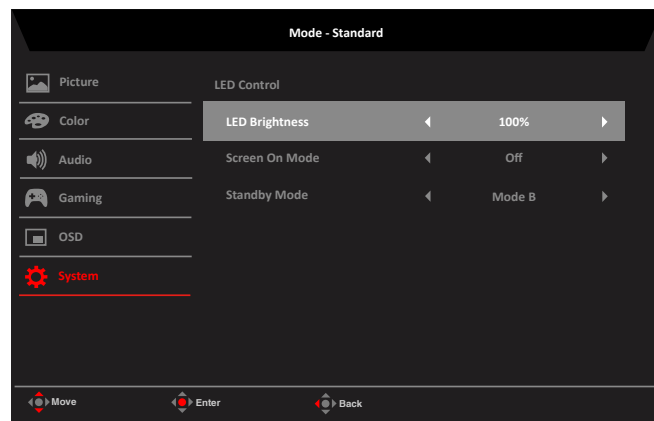 Mode - Standard
Picture
LED Control
Color
LED Brightness 100%
Audio
Screen On Mode Off
Gaming
Standby Mode Mode B
OSD
System
Move Enter Back